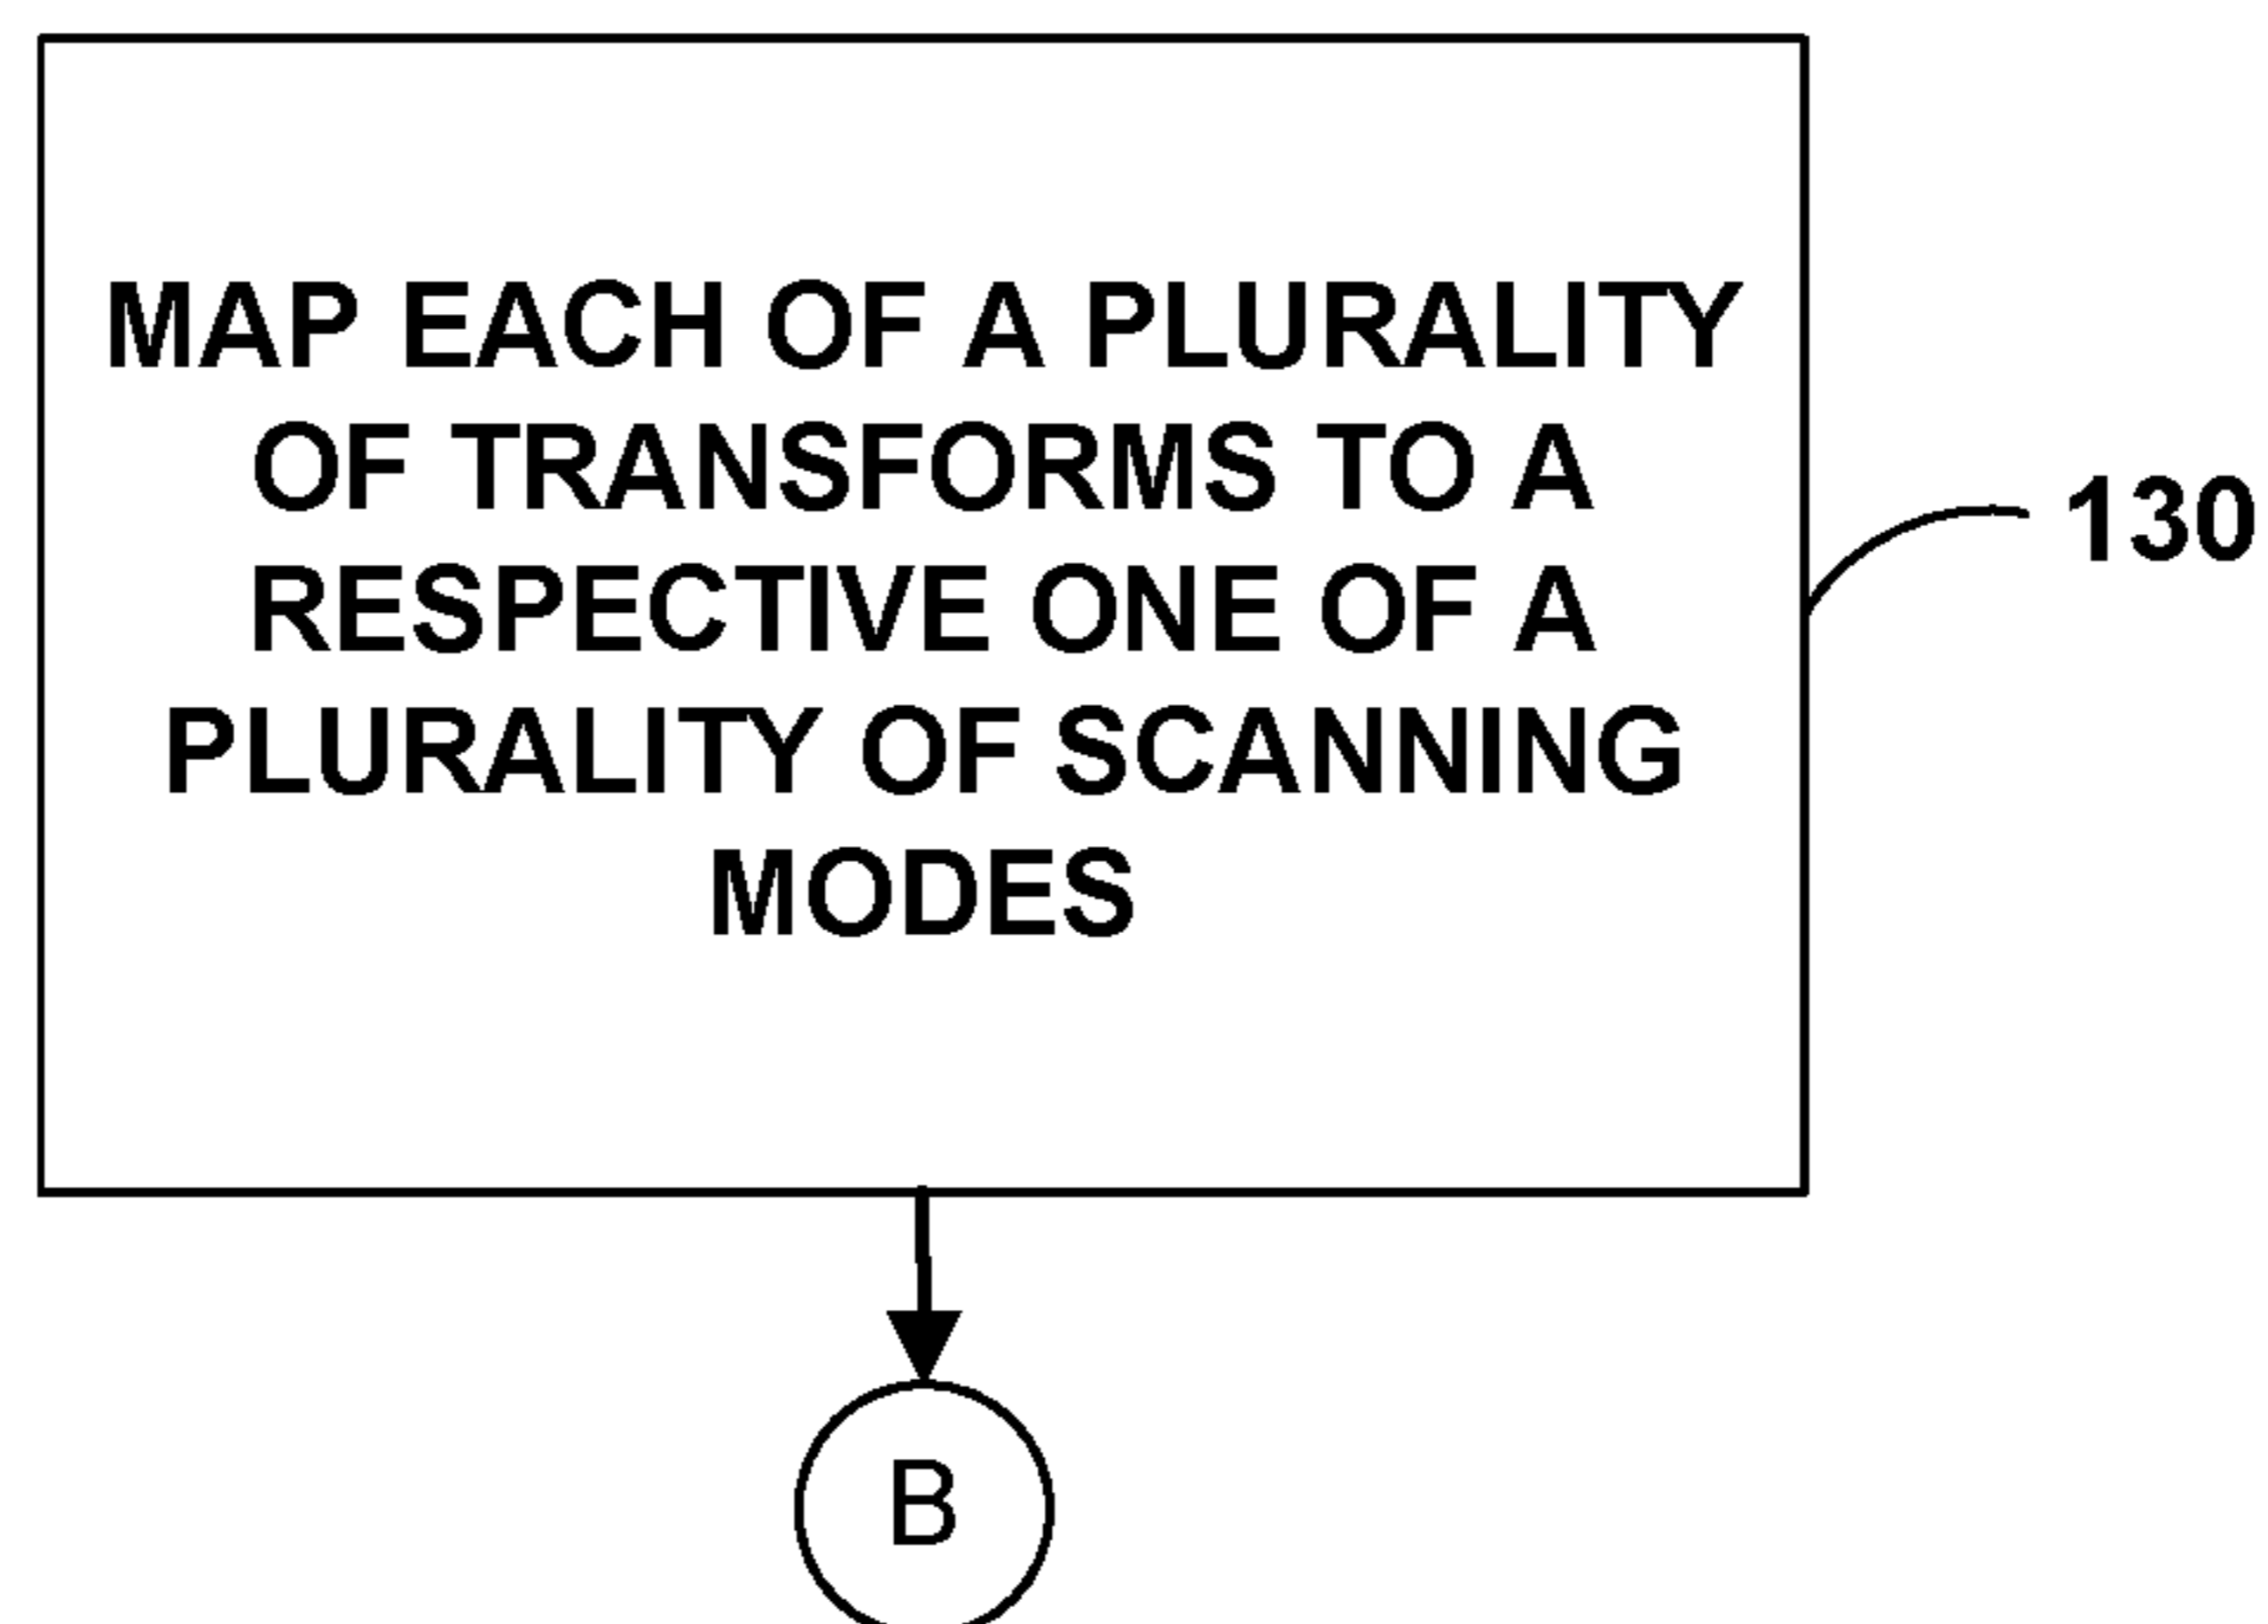 MAP EACH OF A PLURALITY
OF TRANSFORMS TO A
RESPECTIVE ONE OF A
PLURALITY OF SCANNING
MODES
130
B